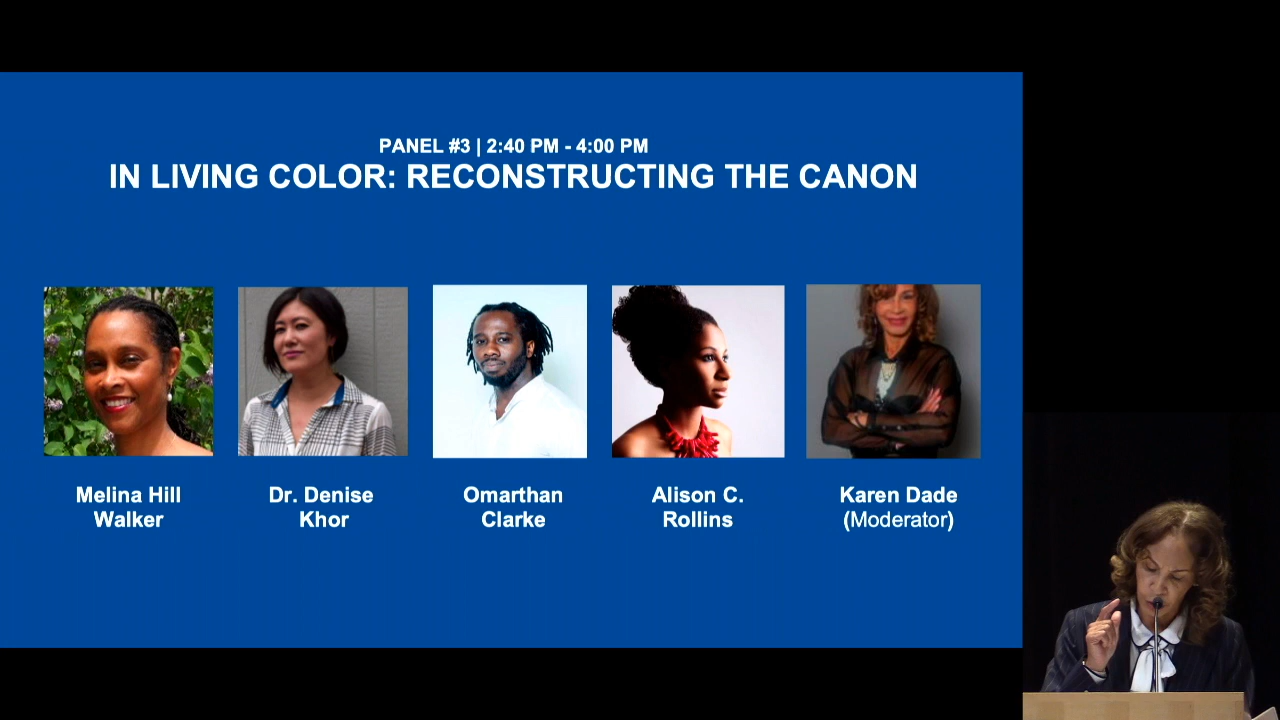 PANEL #3 | 2:40 PM - 4:00 PM
IN LIVING COLOR: RECONSTRUCTING THE CANON
Melina Hill
Walker
Dr. Denise
Khor
Omarthan
Clarke
Alison C.
Rollins
Karen Dade
(Moderator)